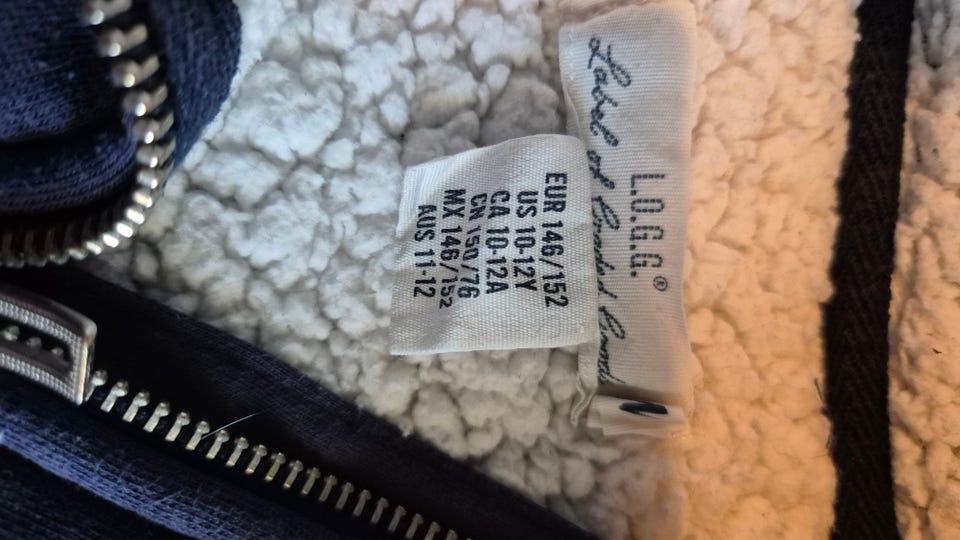 L.O.G.G.®
Label of Graded Goods
EUR 146/152
US 10-12Y
CA 10-12A
CN 150/76
MX 146/152
AUS 11-12